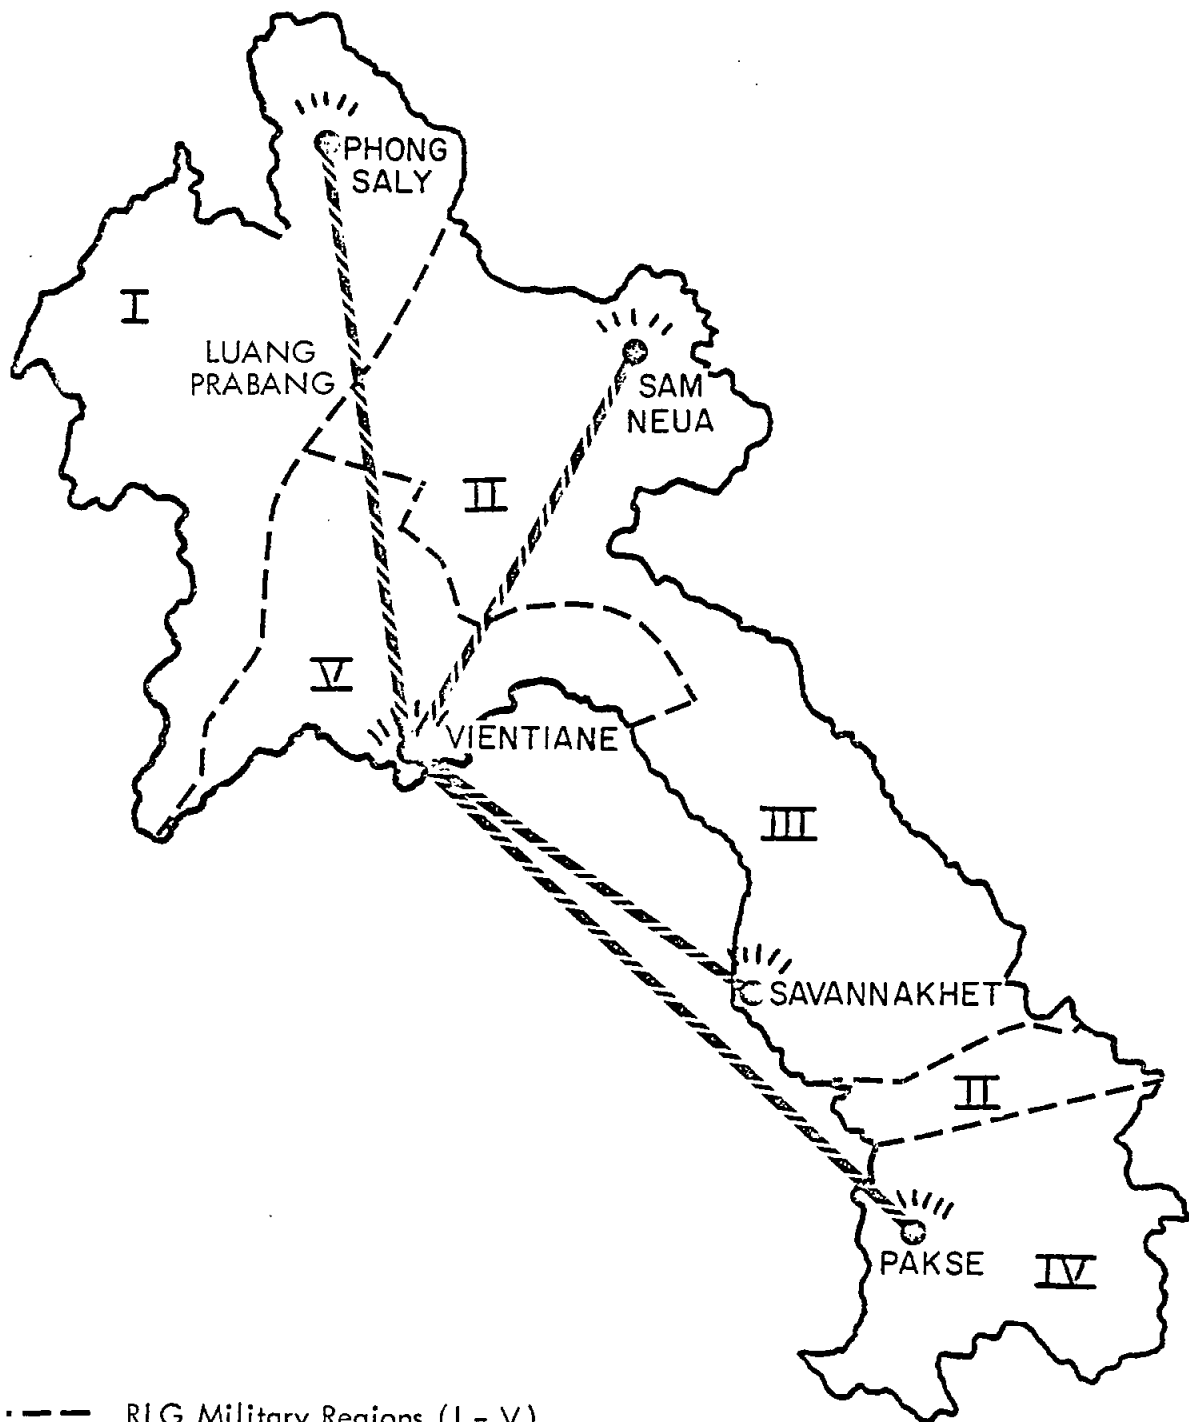 PHONG
SALY
I
LUANG
PRABANG
SAM
NEUA
II
V
VIENTIANE
III
SAVANNAKHET
II
PAKSE
IV
RLG Military Regions (I - V)